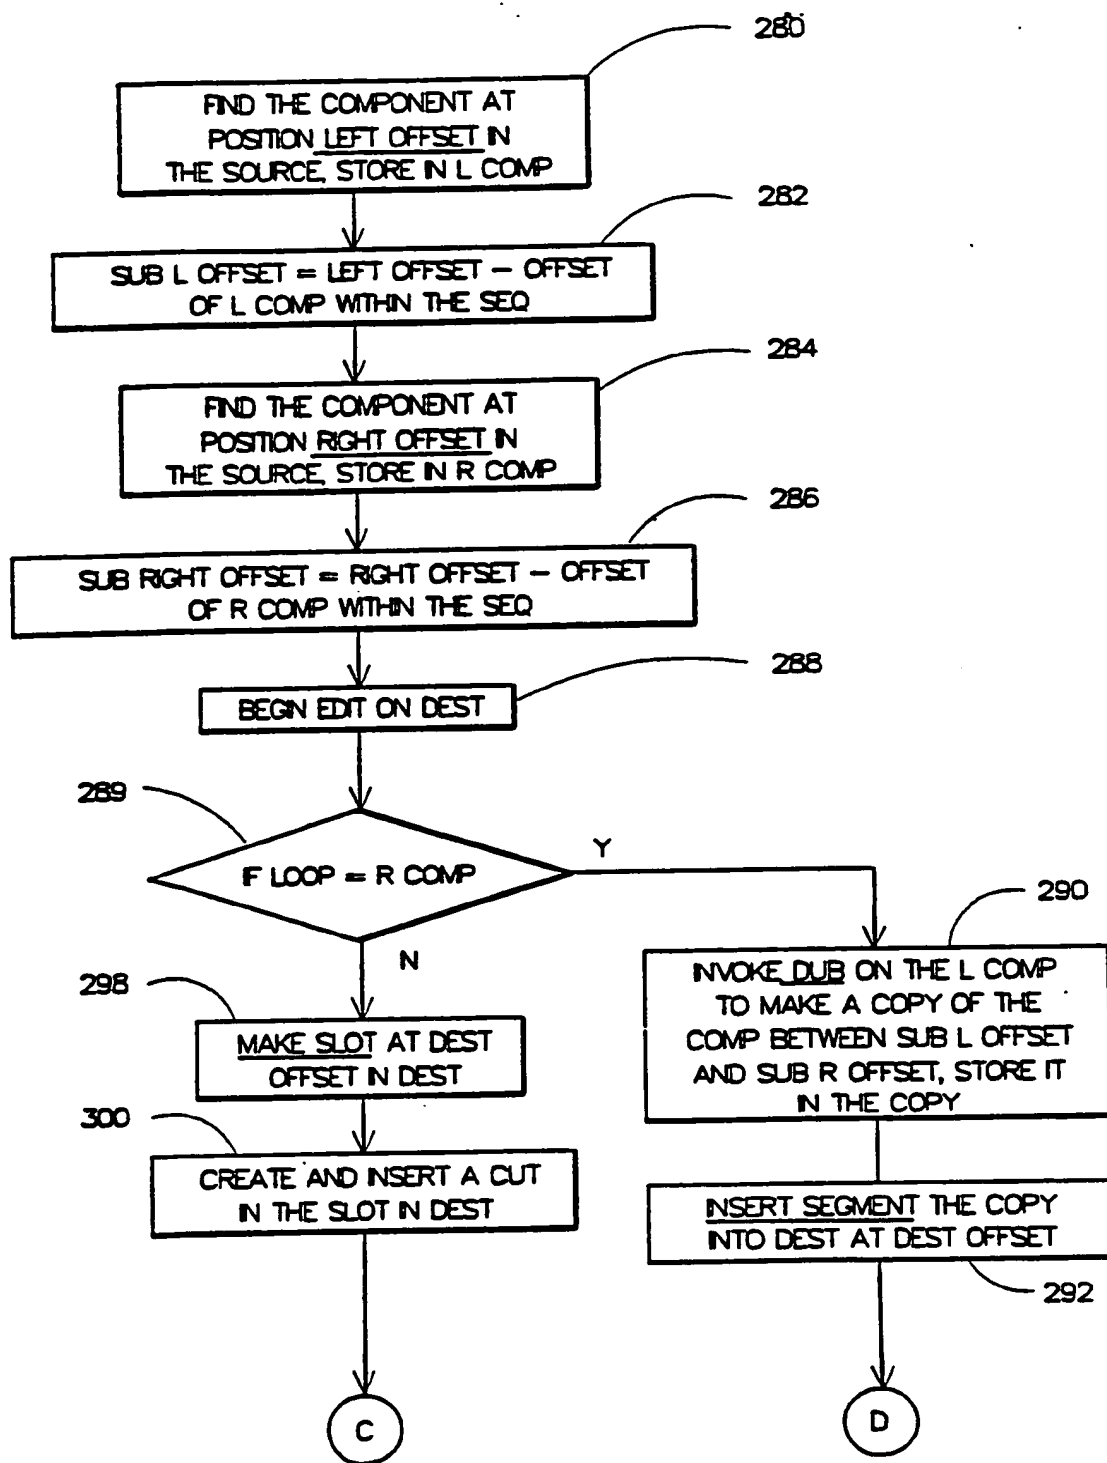 280
FIND THE COMPONENT AT
POSITION LEFT OFFSET IN
THE SOURCE, STORE IN L COMP
282
SUB L OFFSET = LEFT OFFSET - OFFSET
OF L COMP WITHIN THE SEQ
284
FIND THE COMPONENT AT
POSITION RIGHT OFFSET IN
THE SOURCE, STORE IN R COMP
286
SUB RIGHT OFFSET = RIGHT OFFSET - OFFSET
OF R COMP WITHIN THE SEQ
288
BEGIN EDIT ON DEST
289
IF LOOP = R COMP
Y
N
290
INVOKE DUB ON THE L COMP
TO MAKE A COPY OF THE
COMP BETWEEN SUB L OFFSET
AND SUB R OFFSET, STORE IT
IN THE COPY
298
MAKE SLOT AT DEST
OFFSET IN DEST
300
CREATE AND INSERT A CUT
IN THE SLOT IN DEST
INSERT SEGMENT THE COPY
INTO DEST AT DEST OFFSET
292
C
D